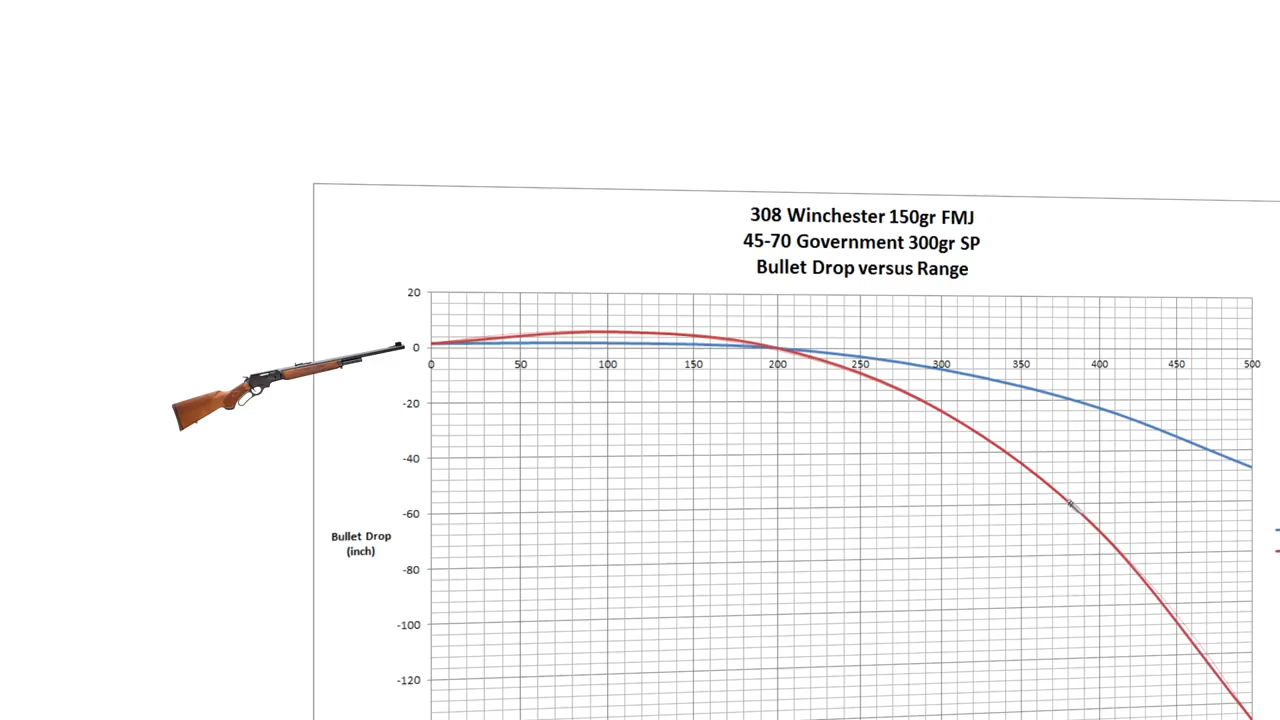 308 Winchester 150gr FMJ
45-70 Government 300gr SP
Bullet Drop versus Range
20
0
0 50 100 150 200 250 300 350 400 450 500
-20
-40
-60
Bullet Drop
(inch)
-80
-100
-120